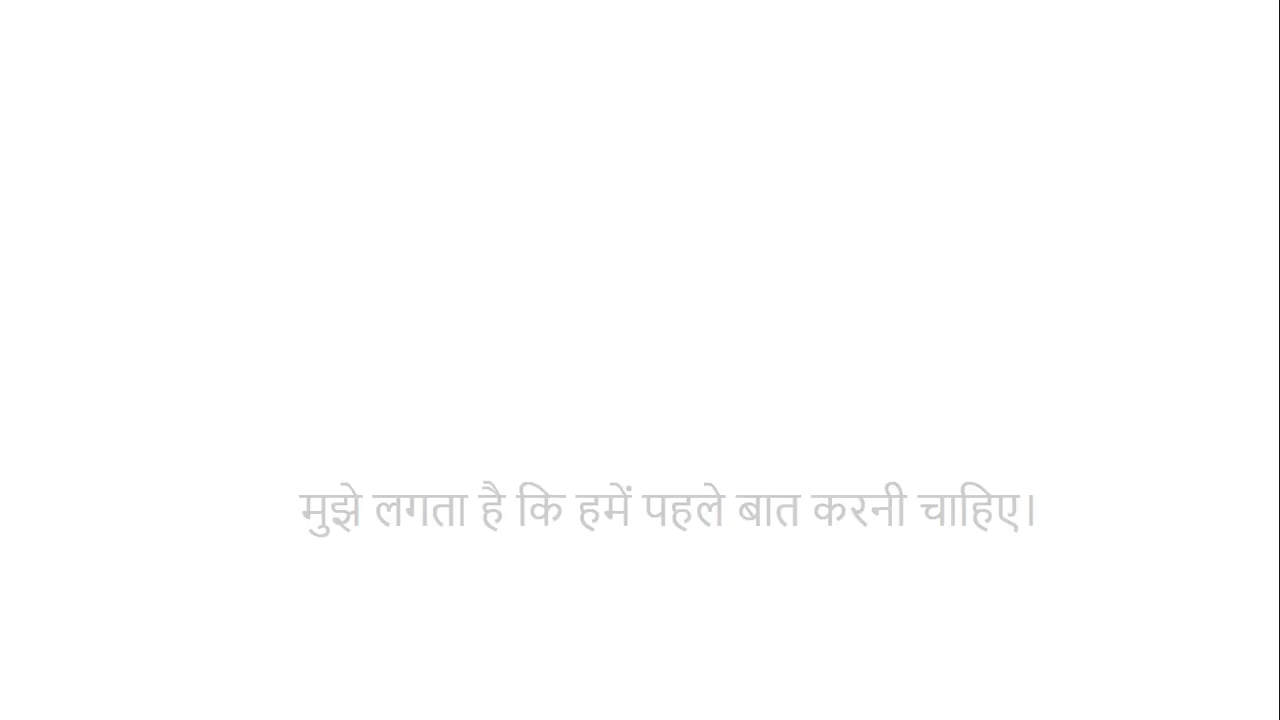 मुझे लगता है कि हमें पहले बात करनी चाहिए।